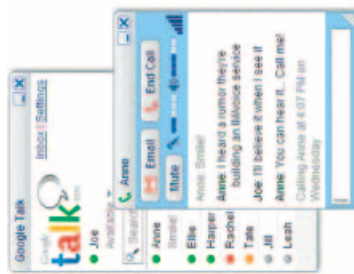 Google Talk
Inbox | Settings
Google
talk
Joe
Available
Search
Anne
Smile!
Ellie
Harper
Rachel
Tate
Jill
Leah
Anne
Email
End Call
Mute
Anne: Smile!
Anne: I heard a rumor they're
building an IM/voice service
Joe: I'll believe it when I see it
Anne: You can hear it... Call me!
Calling Anne at 4:07 PM on
Wednesday